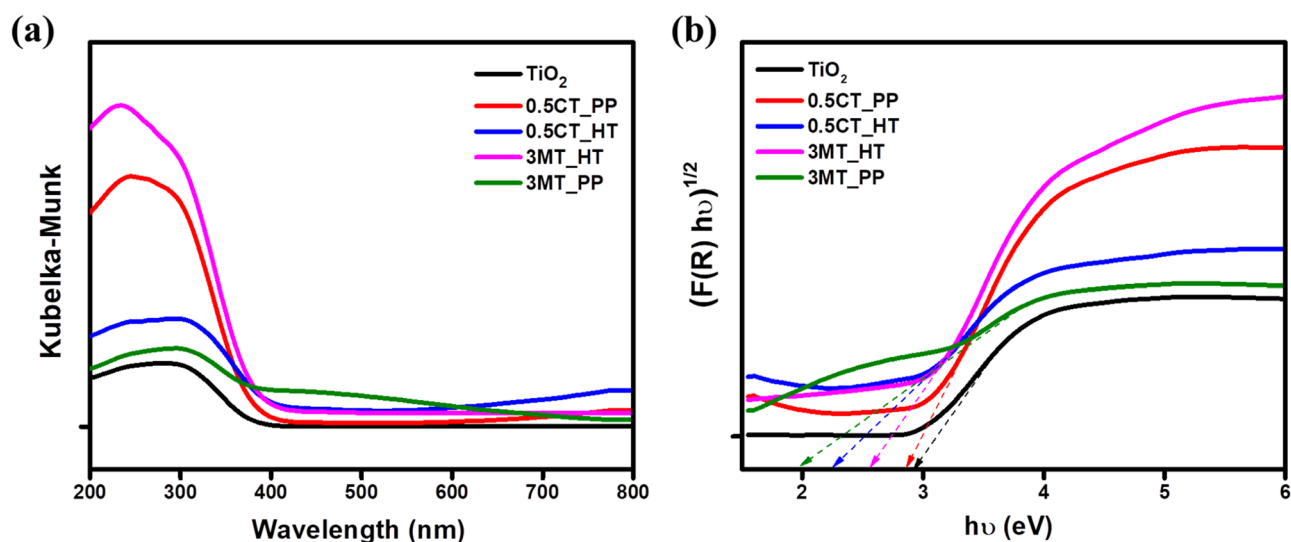 (a)
Kubelka-Munk
TiO₂
0.5CT_PP
0.5CT_HT
3MT_HT
3MT_PP
200 300 400 500 600 700 800
Wavelength (nm)
(b)
(F(R) hυ)^1/2
TiO₂
0.5CT_PP
0.5CT_HT
3MT_HT
3MT_PP
2 3 4 5 6
hυ (eV)